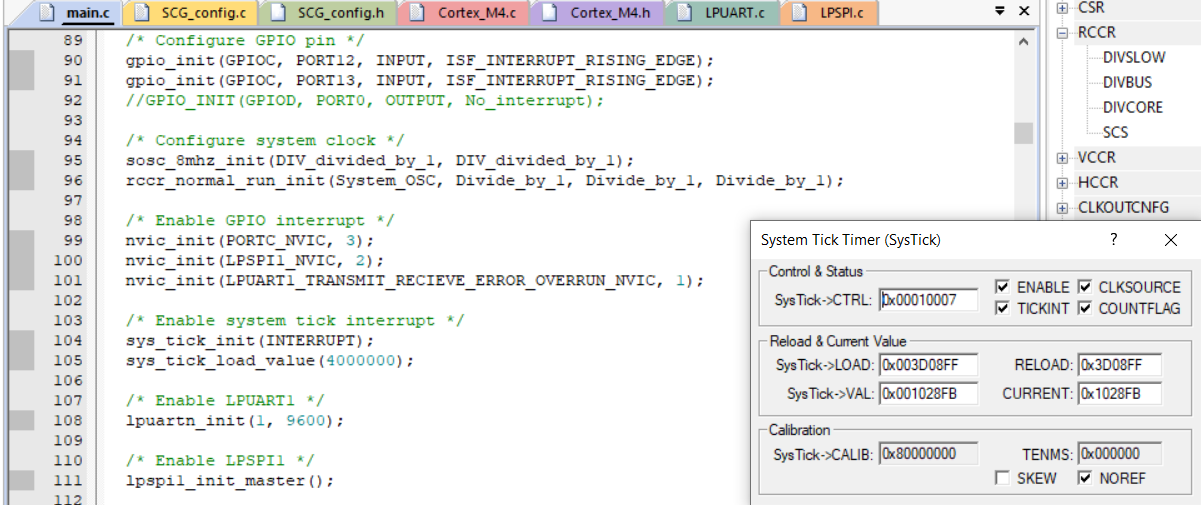 main.c SCG_config.c SCG_config.h Cortex_M4.c Cortex_M4.h LPUART.c LPSPI.c
89 /* Configure GPIO pin */
90 gpio_init(GPIOC, PORT12, INPUT, ISF_INTERRUPT_RISING_EDGE);
91 gpio_init(GPIOC, PORT13, INPUT, ISF_INTERRUPT_RISING_EDGE);
92 //GPIO_INIT(GPIOD, PORT0, OUTPUT, No_interrupt);
93
94 /* Configure system clock */
95 sosc_8mhz_init(DIV_divided_by_1, DIV_divided_by_1);
96 rccr_normal_run_init(System_OSC, Divide_by_1, Divide_by_1, Divide_by_1);
97
98 /* Enable GPIO interrupt */
99 nvic_init(PORTC_NVIC, 3);
100 nvic_init(LPSPI1_NVIC, 2);
101 nvic_init(LPUART1_TRANSMIT_RECIEVE_ERROR_OVERRUN_NVIC, 1);
102
103 /* Enable system tick interrupt */
104 sys_tick_init(INTERRUPT);
105 sys_tick_load_value(4000000);
106
107 /* Enable LPUART1 */
108 lpuartn_init(1, 9600);
109
110 /* Enable LPSPI1 */
111 lpspi1_init_master();
112
CSR
RCCR
DIVSLOW
DIVBUS
DIVCORE
SCS
VCCR
HCCR
CLKOUTCNFG
System Tick Timer (SysTick) ?
Control & Status
SysTick->CTRL: 0x00010007 ENABLE CLKSOURCE
TICKINT COUNTFLAG
Reload & Current Value
SysTick->LOAD: 0x003D08FF RELOAD: 0x3D08FF
SysTick->VAL: 0x001028FB CURRENT: 0x1028FB
Calibration
SysTick->CALIB: 0x80000000 TENMS: 0x000000
SKEW NOREF